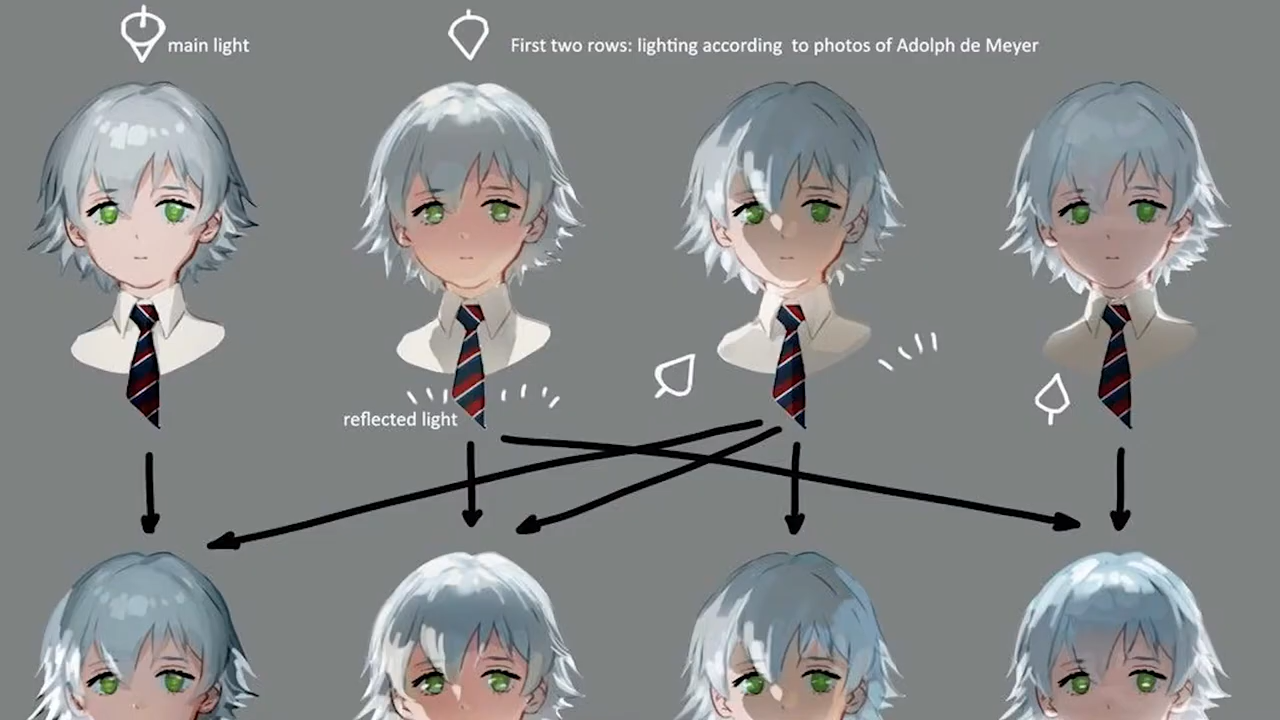 main light
First two rows: lighting according to photos of Adolph de Meyer
reflected light